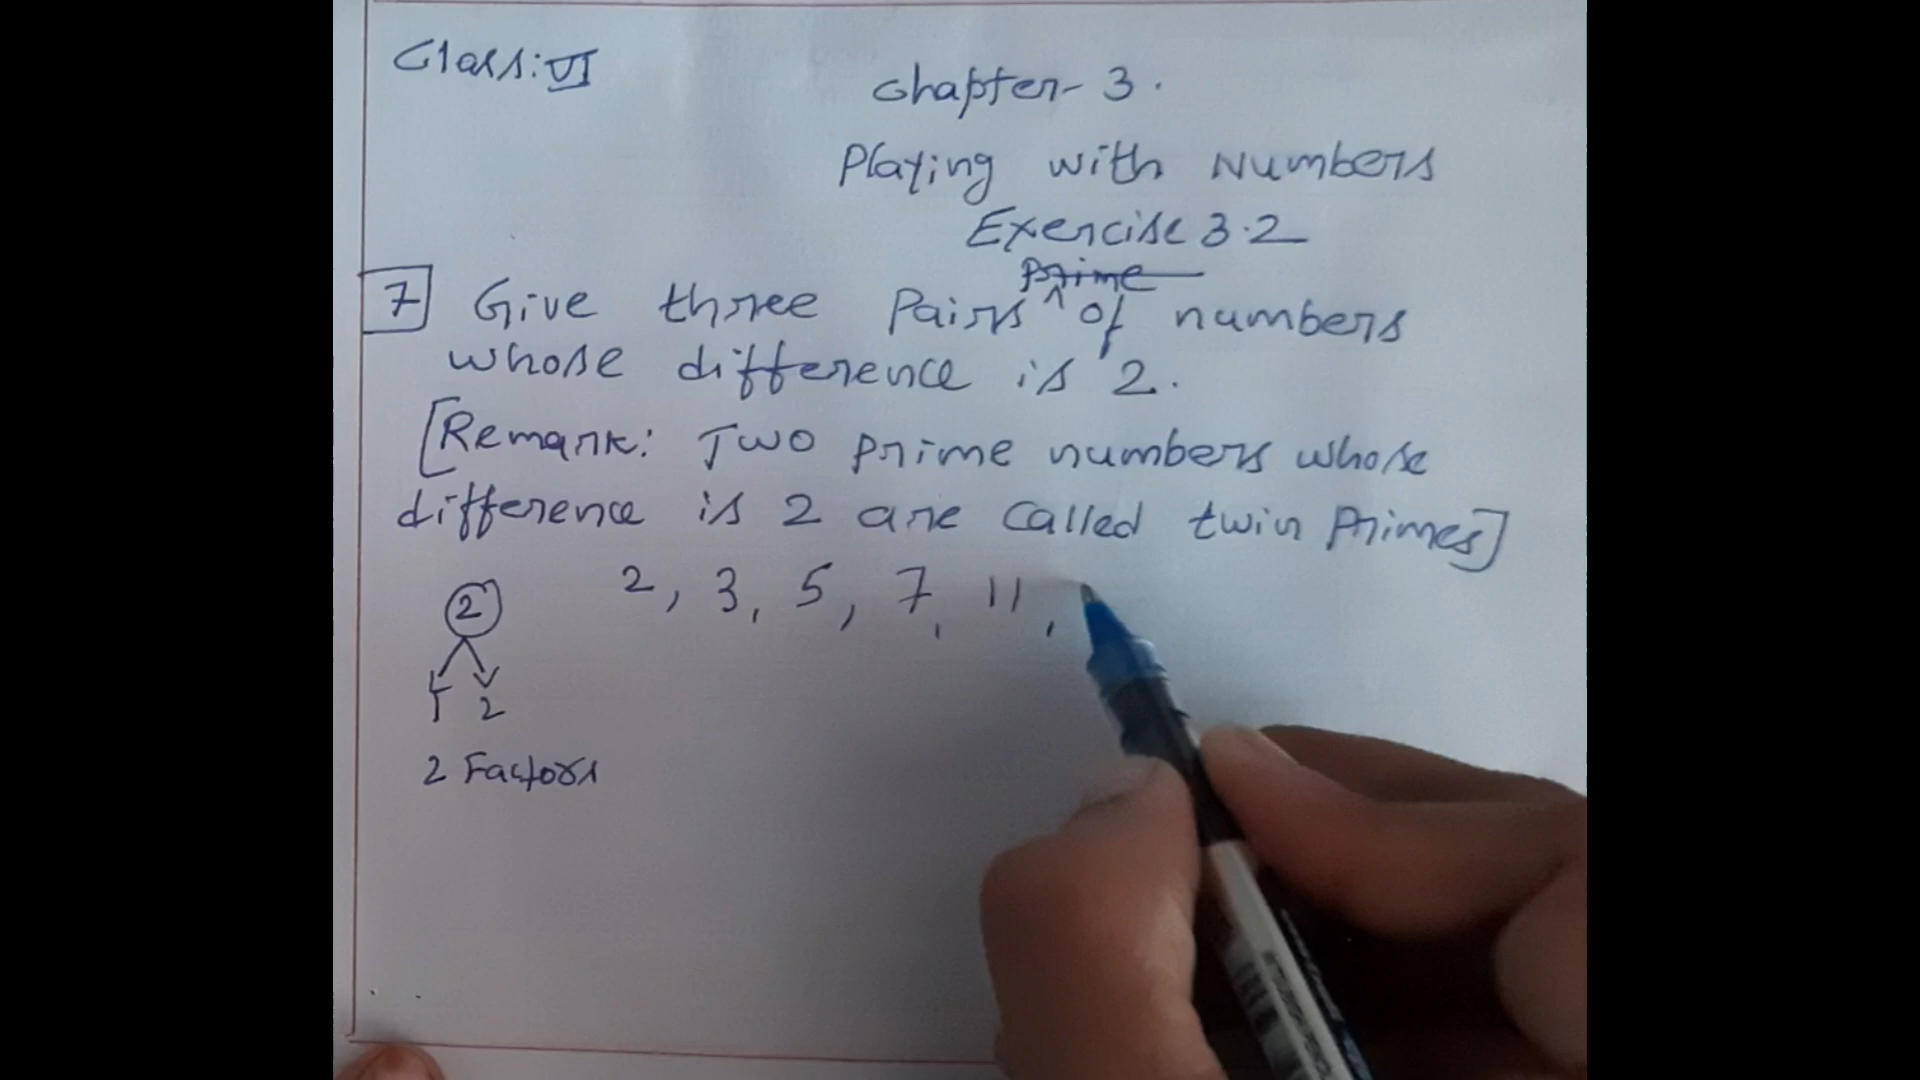 Class: VI
Chapter- 3.
Playing with Numbers
Exercise 3.2
prime
7 Give three Pairs ^ of numbers
whose difference is 2.
[Remark: Two prime numbers whose
difference is 2 are called twin Primes]
2, 3, 5, 7, 11,
2
1 2
2 Factors